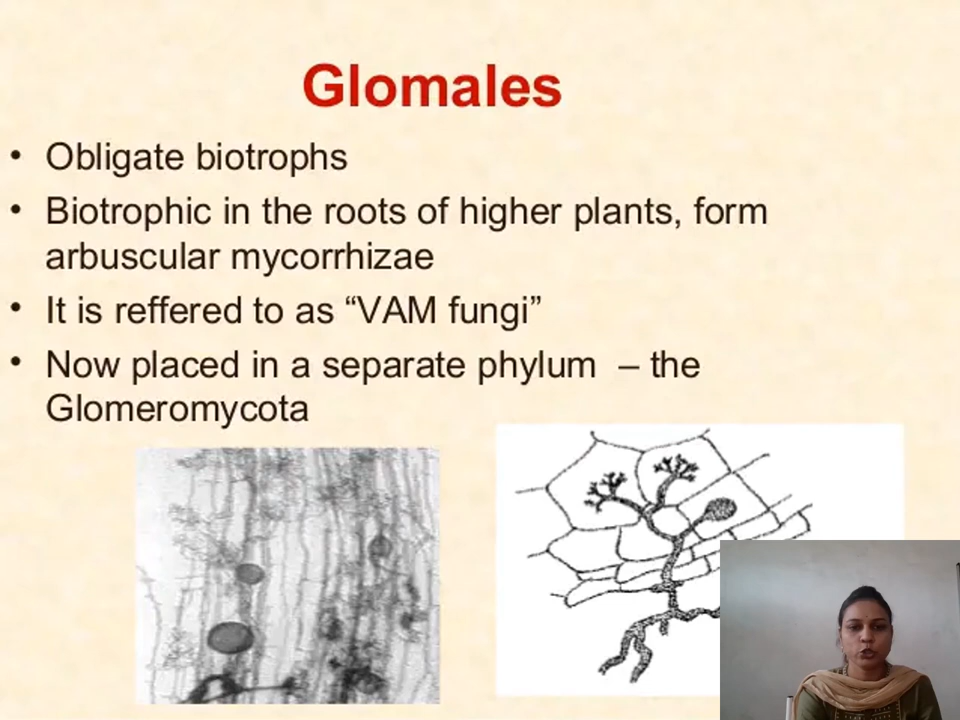 Glomales
• Obligate biotrophs
• Biotrophic in the roots of higher plants, form
arbuscular mycorrhizae
• It is reffered to as “VAM fungi”
• Now placed in a separate phylum – the
Glomeromycota